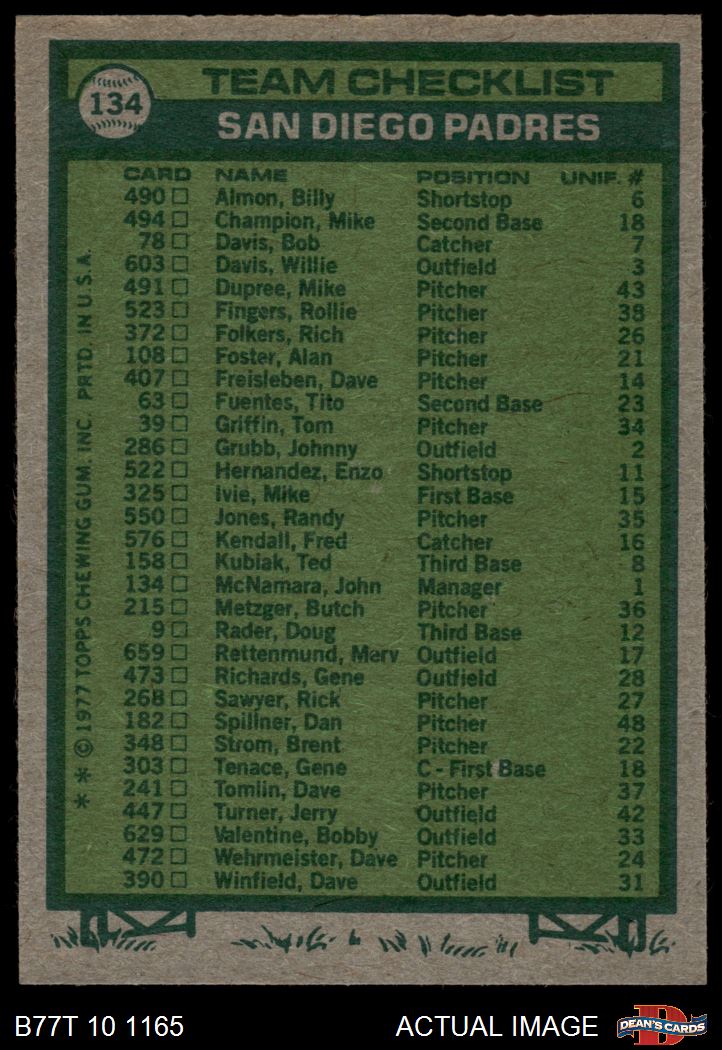 134
TEAM CHECKLIST
SAN DIEGO PADRES
CARD NAME POSITION UNIF. #
490 □ Almon, Billy Shortstop 6
494 □ Champion, Mike Second Base 18
78 □ Davis, Bob Catcher 7
603 □ Davis, Willie Outfield 3
491 □ Dupree, Mike Pitcher 43
523 □ Fingers, Rollie Pitcher 38
372 □ Folkers, Rich Pitcher 26
108 □ Foster, Alan Pitcher 21
407 □ Freisleben, Dave Pitcher 14
63 □ Fuentes, Tito Second Base 23
39 □ Griffin, Tom Pitcher 34
286 □ Grubb, Johnny Outfield 2
522 □ Hernandez, Enzo Shortstop 11
325 □ Ivie, Mike First Base 15
550 □ Jones, Randy Pitcher 35
576 □ Kendall, Fred Catcher 16
158 □ Kubiak, Ted Third Base 8
134 □ McNamara, John Manager 1
215 □ Metzger, Butch Pitcher 36
9 □ Rader, Doug Third Base 12
659 □ Rettenmund, Merv Outfield 17
473 □ Richards, Gene Outfield 28
268 □ Sawyer, Rick Pitcher 27
182 □ Spillner, Dan Pitcher 48
348 □ Strom, Brent Pitcher 22
303 □ Tenace, Gene C - First Base 18
241 □ Tomlin, Dave Pitcher 37
447 □ Turner, Jerry Outfield 42
629 □ Valentine, Bobby Outfield 33
472 □ Wehrmeister, Dave Pitcher 24
390 □ Winfield, Dave Outfield 31
* * © 1977 TOPPS CHEWING GUM, INC. PRTD. IN U.S.A.
B77T 10 1165 ACTUAL IMAGE
D
DEAN'S CARDS